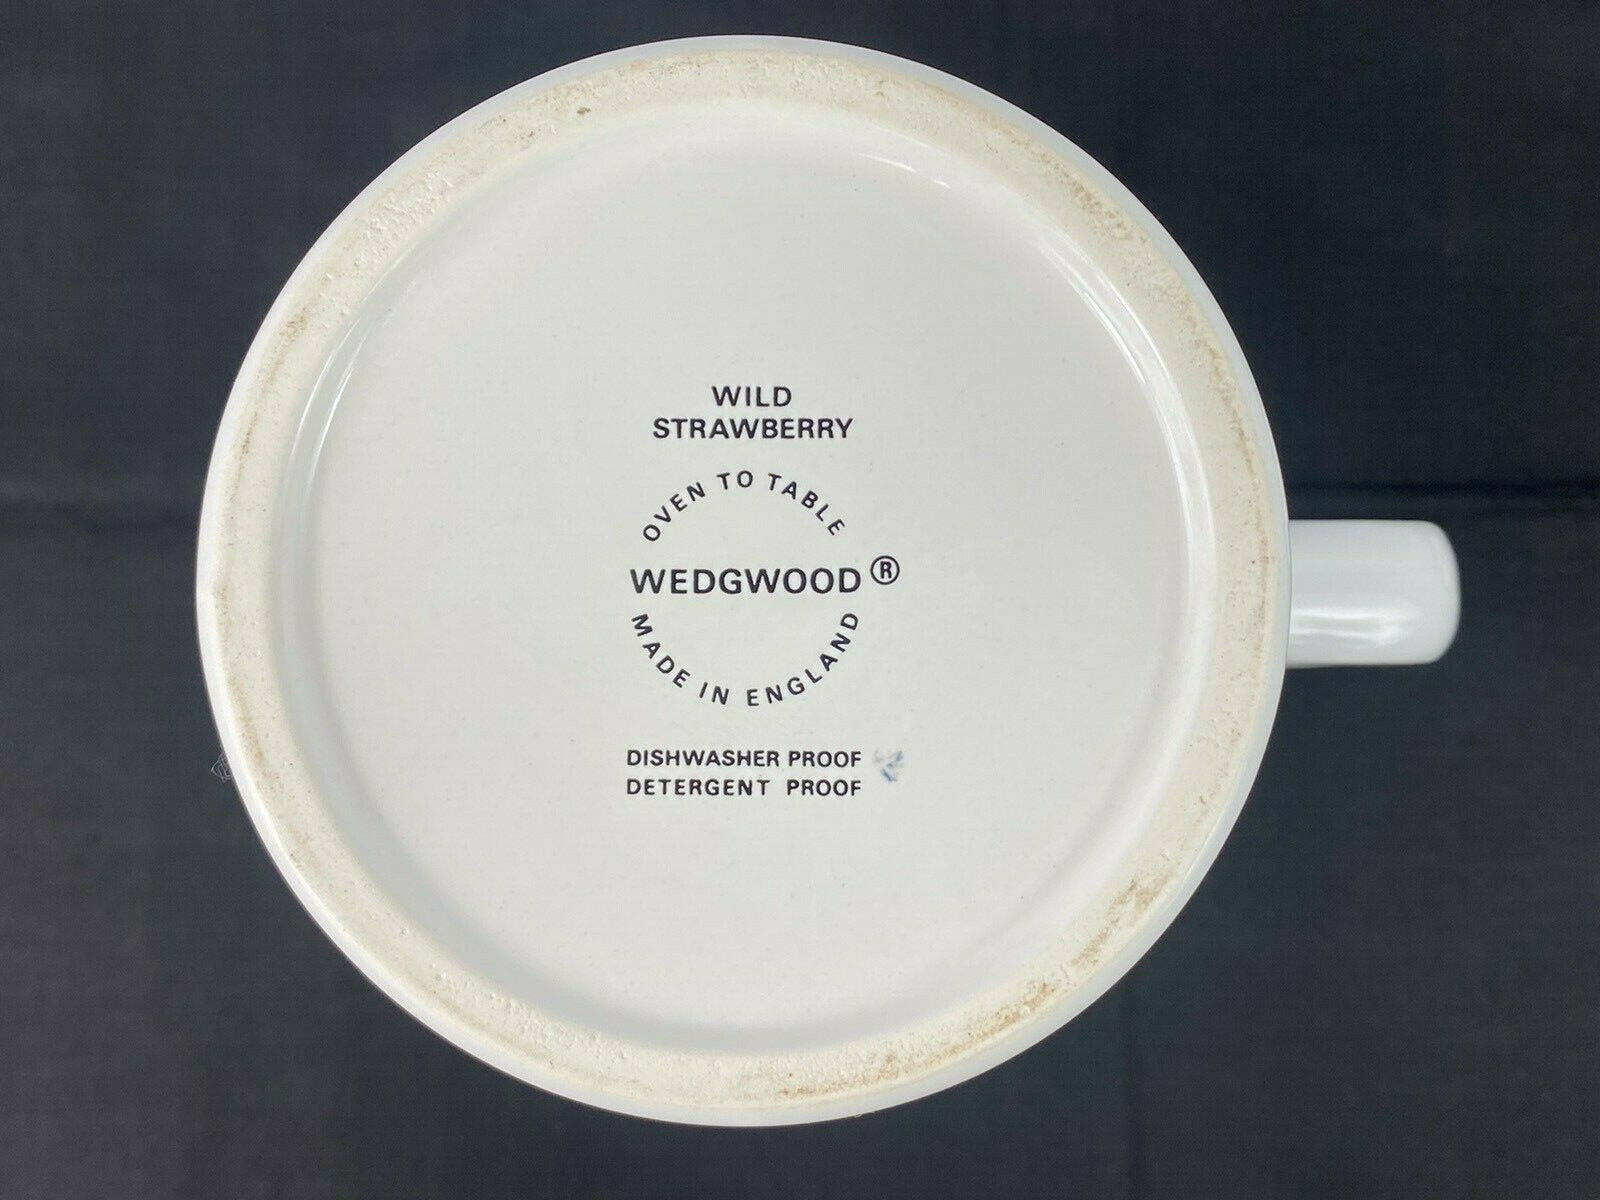 WILD
STRAWBERRY
OVEN TO TABLE
WEDGWOOD®
MADE IN ENGLAND
DISHWASHER PROOF
DETERGENT PROOF